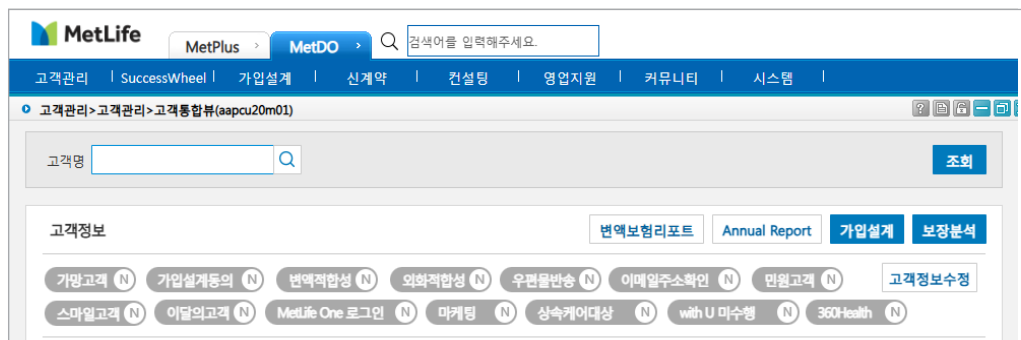 MetLife MetPlus MetDO 검색어를 입력해주세요.
고객관리 SuccessWheel 가입설계 신계약 컨설팅 영업지원 커뮤니티 시스템
고객관리>고객관리>고객통합뷰(aapcu20m01)
고객명 조회
고객정보 변액보험리포트 Annual Report 가입설계 보장분석
가망고객 N 가입설계동의 N 변액적합성 N 외화적합성 N 우편물반송 N 이메일주소확인 N 민원고객 N 고객정보수정
스마일고객 N 이달의고객 N MetLife One 로그인 N 마케팅 N 상속케어대상 N with U 미수행 N 360Health N